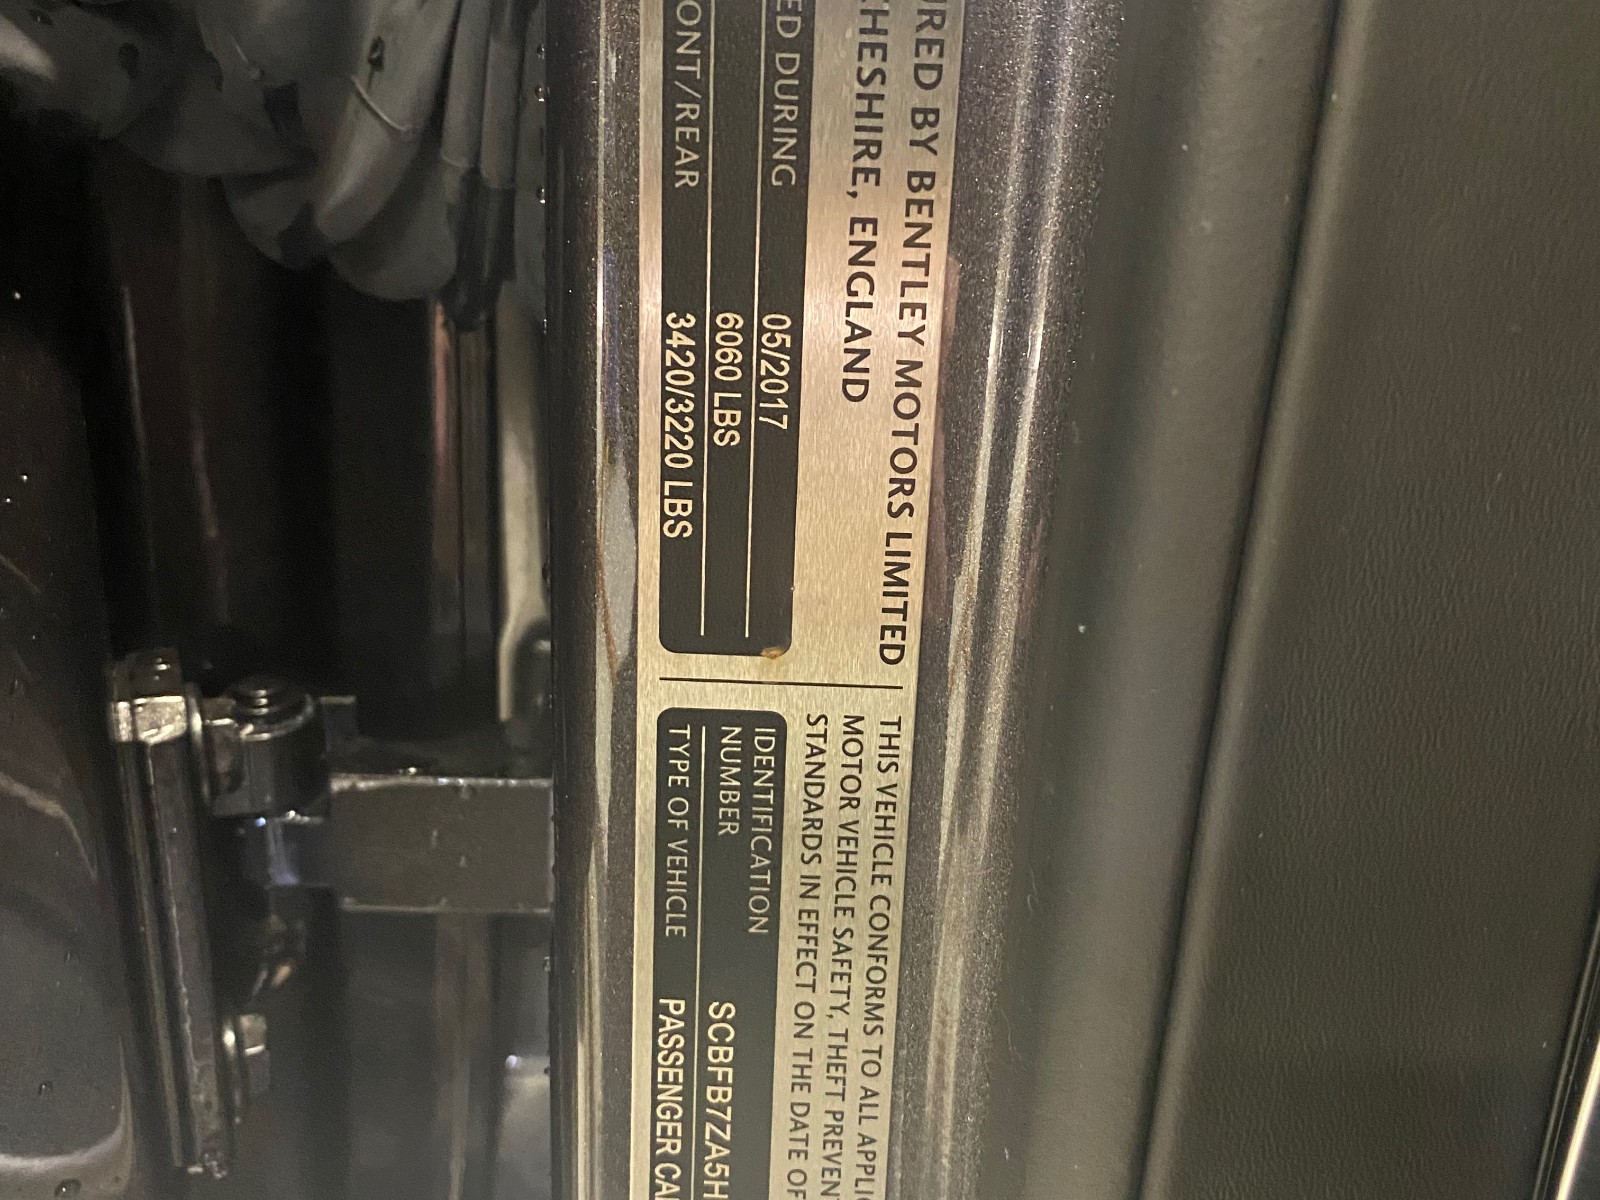 URED BY BENTLEY MOTORS LIMITED
CHESHIRE, ENGLAND
ED DURING 05/2017
6060 LBS
ONT/REAR 3420/3220 LBS
THIS VEHICLE CONFORMS TO ALL APPLIC
MOTOR VEHICLE SAFETY, THEFT PREVEN
STANDARDS IN EFFECT ON THE DATE OF
IDENTIFICATION
NUMBER SCBFB7ZA5H
TYPE OF VEHICLE PASSENGER CA